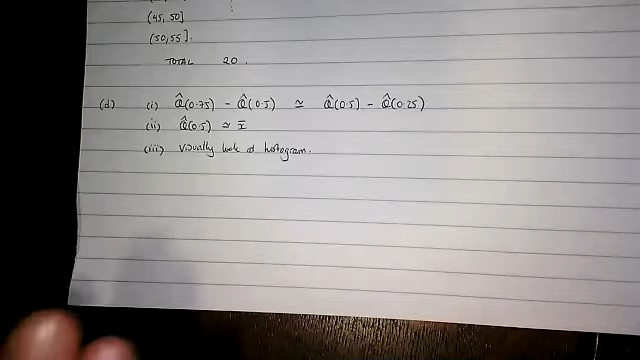 (45, 50]
(50,55].
TOTAL 20.
(d) (i) Q̂(0.75) - Q̂(0.5) ≃ Q̂(0.5) - Q̂(0.25)
(ii) Q̂(0.5) ≃ x̄
(iii) Visually look at histogram.